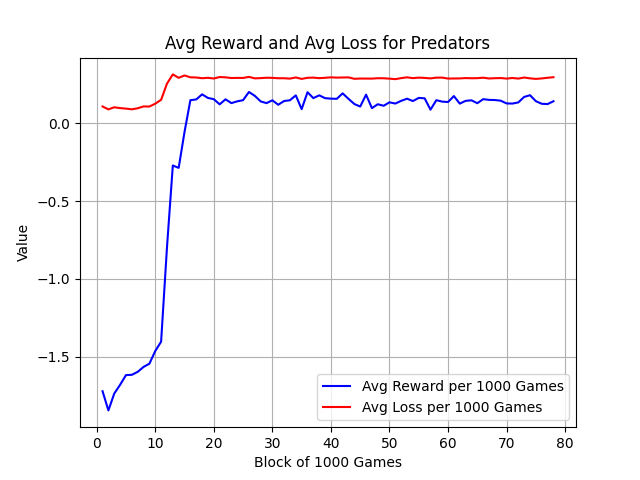 Avg Reward and Avg Loss for Predators
Value
0.0
−0.5
−1.0
−1.5
0 10 20 30 40 50 60 70 80
Block of 1000 Games
Avg Reward per 1000 Games
Avg Loss per 1000 Games